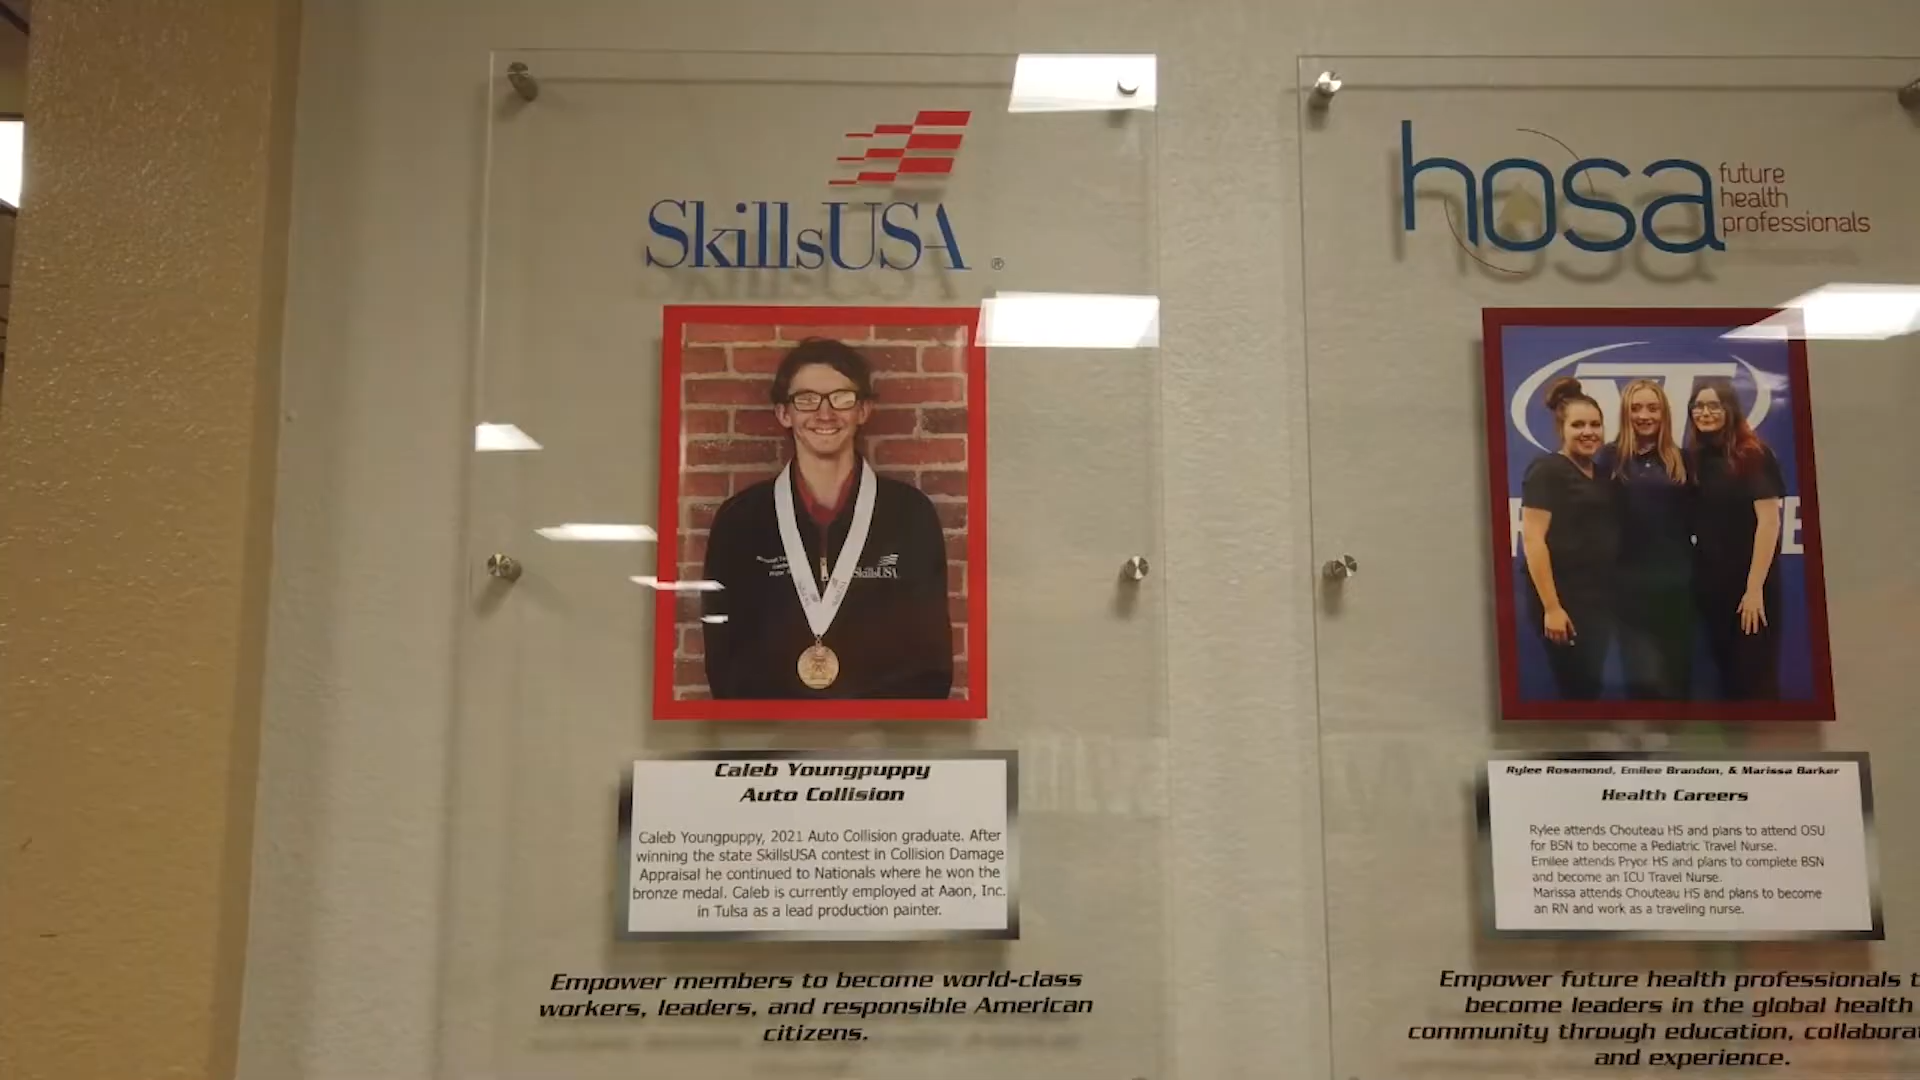 SkillsUSA®
SkillsUSA
Caleb Youngpuppy
Auto Collision
Caleb Youngpuppy, 2021 Auto Collision graduate. After
winning the state SkillsUSA contest in Collision Damage
Appraisal he continued to Nationals where he won the
bronze medal. Caleb is currently employed at Aaon, Inc.
in Tulsa as a lead production painter.
Empower members to become world-class
workers, leaders, and responsible American
citizens.
hosa
future
health
professionals
Rylee Rosamond, Emilee Brandon, & Marissa Barker
Health Careers
Rylee attends Chouteau HS and plans to attend OSU
for BSN to become a Pediatric Travel Nurse.
Emilee attends Pryor HS and plans to complete BSN
and become an ICU Travel Nurse.
Marissa attends Chouteau HS and plans to become
an RN and work as a traveling nurse.
Empower future health professionals t
become leaders in the global health
community through education, collabora
and experience.